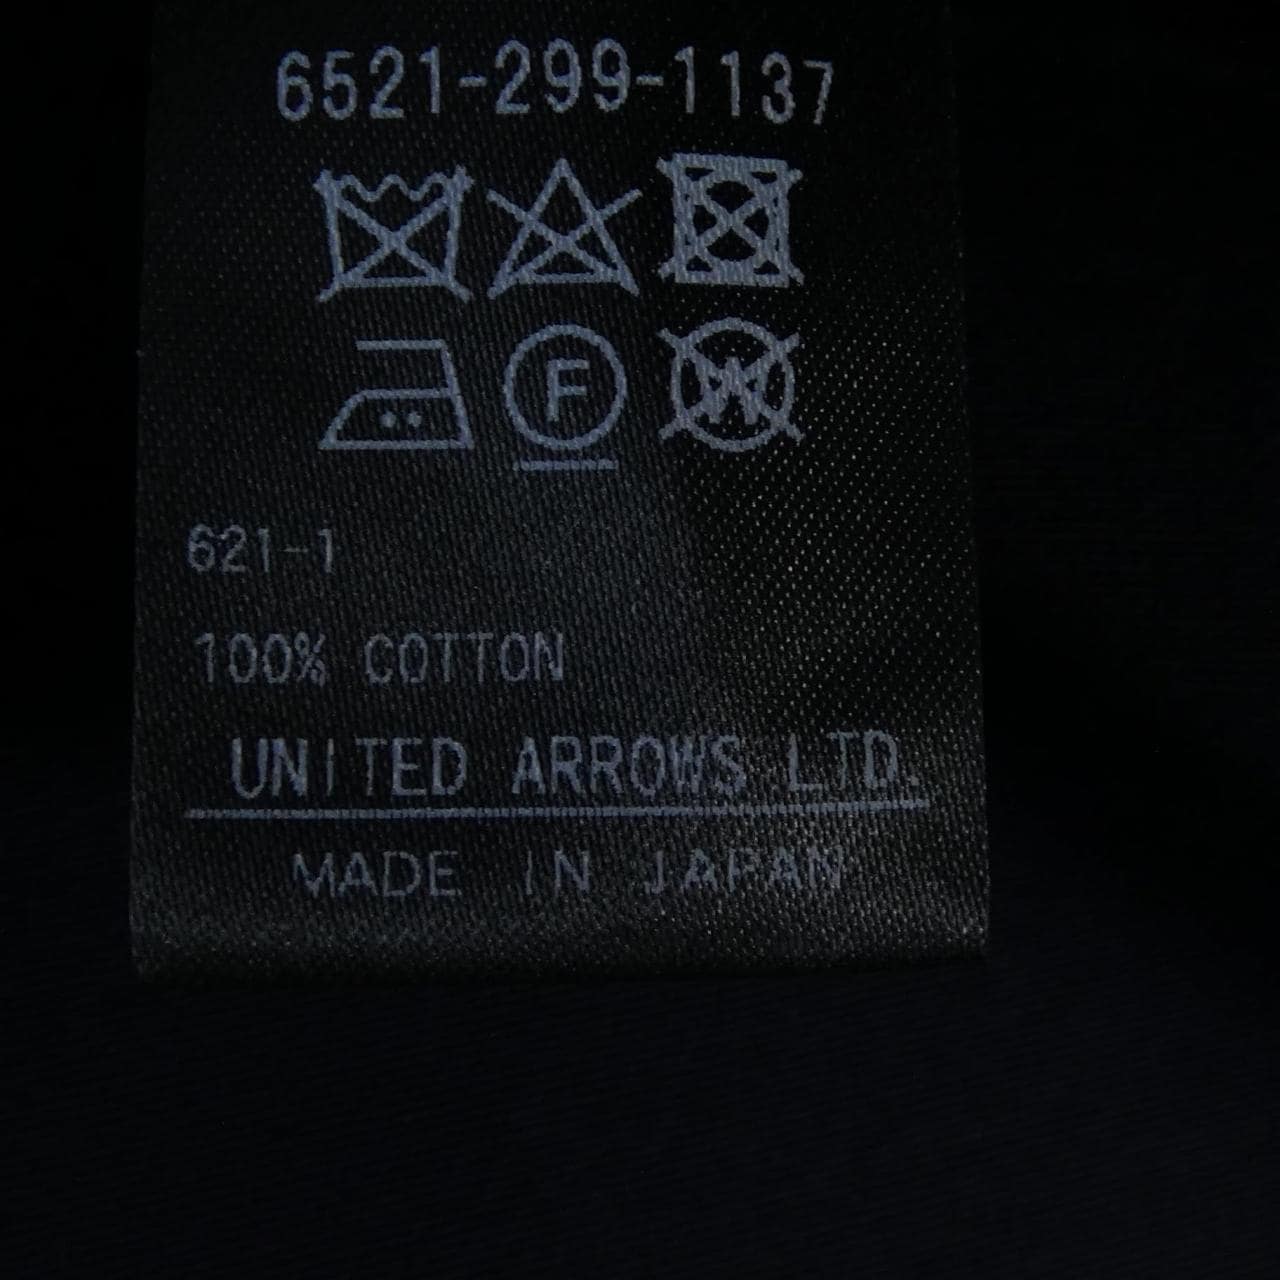 6521-299-1137
F
W
621-1
100% COTTON
UNITED ARROWS LTD.
MADE IN JAPAN